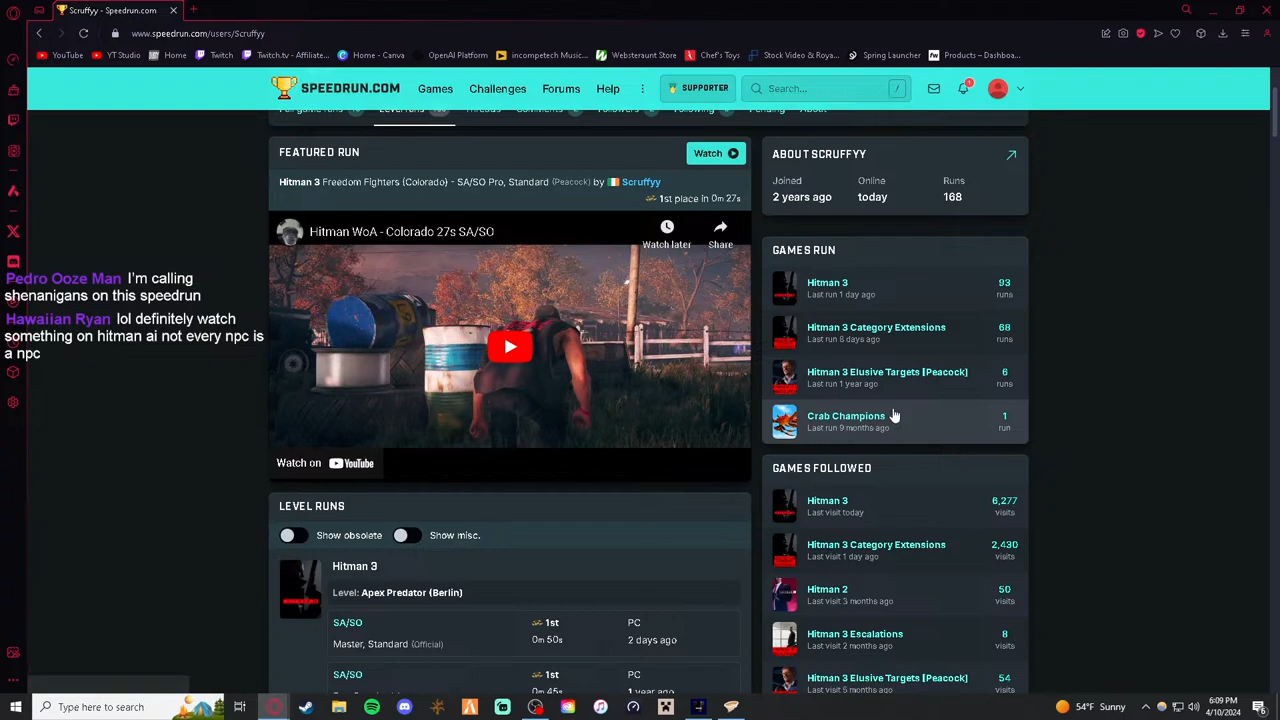 Scruffyy - Speedrun.com
www.speedrun.com/users/Scruffyy
YouTube
YT Studio
Home
Twitch
Twitch.tv - Affiliate...
Home - Canva
OpenAI Platform
incompetech Music...
Websteraunt Store
Chef's Toys
Stock Video & Roya...
Spring Launcher
Products – Dashboa...
SPEEDRUN.COM
Games
Challenges
Forums
Help
SUPPORTER
Search...
/
1
FEATURED RUN
Watch
Hitman 3 Freedom Fighters (Colorado) - SA/SO Pro, Standard (Peacock) by Scruffyy
1st place in 0m 27s
Hitman WoA - Colorado 27s SA/SO
Watch later
Share
Watch on YouTube
Pedro Ooze Man I'm calling
shenanigans on this speedrun
Hawaiian Ryan lol definitely watch
something on hitman ai not every npc is
a npc
LEVEL RUNS
Show obsolete
Show misc.
Hitman 3
Level: Apex Predator (Berlin)
SA/SO
1st
PC
Master, Standard (Official)
0m 50s
2 days ago
SA/SO
1st
PC
0m 45s
1 year ago
ABOUT SCRUFFYY
Joined
Online
Runs
2 years ago
today
168
GAMES RUN
Hitman 3
93
Last run 1 day ago
runs
Hitman 3 Category Extensions
68
Last run 8 days ago
runs
Hitman 3 Elusive Targets [Peacock]
6
Last run 1 year ago
runs
Crab Champions
1
Last run 9 months ago
run
GAMES FOLLOWED
Hitman 3
6,277
Last visit today
visits
Hitman 3 Category Extensions
2,430
Last visit 1 day ago
visits
Hitman 2
50
Last visit 3 months ago
visits
Hitman 3 Escalations
8
Last visit 2 months ago
visits
Hitman 3 Elusive Targets [Peacock]
54
Last visit 5 months ago
visits
Type here to search
54°F Sunny
6:09 PM
4/10/2024
6